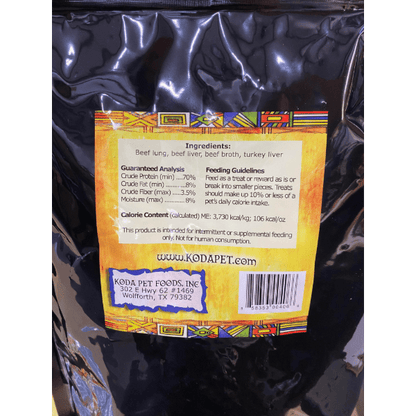 Ingredients:
Beef lung, beef liver, beef broth, turkey liver
Guaranteed Analysis
Crude Protein (min) ....70%
Crude Fat (min) ..........8%
Crude Fiber (max) ....3.5%
Moisture (max) ..........8%
Feeding Guidelines
Feed as a treat or reward as is or
break into smaller pieces. Treats
should make up 10% or less of a
pet's daily calorie intake.
Calorie Content (calculated) ME: 3,730 kcal/kg; 106 kcal/oz.
This product is intended for intermittent or supplemental feeding
only. Not for human consumption.
www.KODAPET.com
KODA PET FOODS, INC
302 E Hwy 62 #1469
Wolfforth, TX 79382